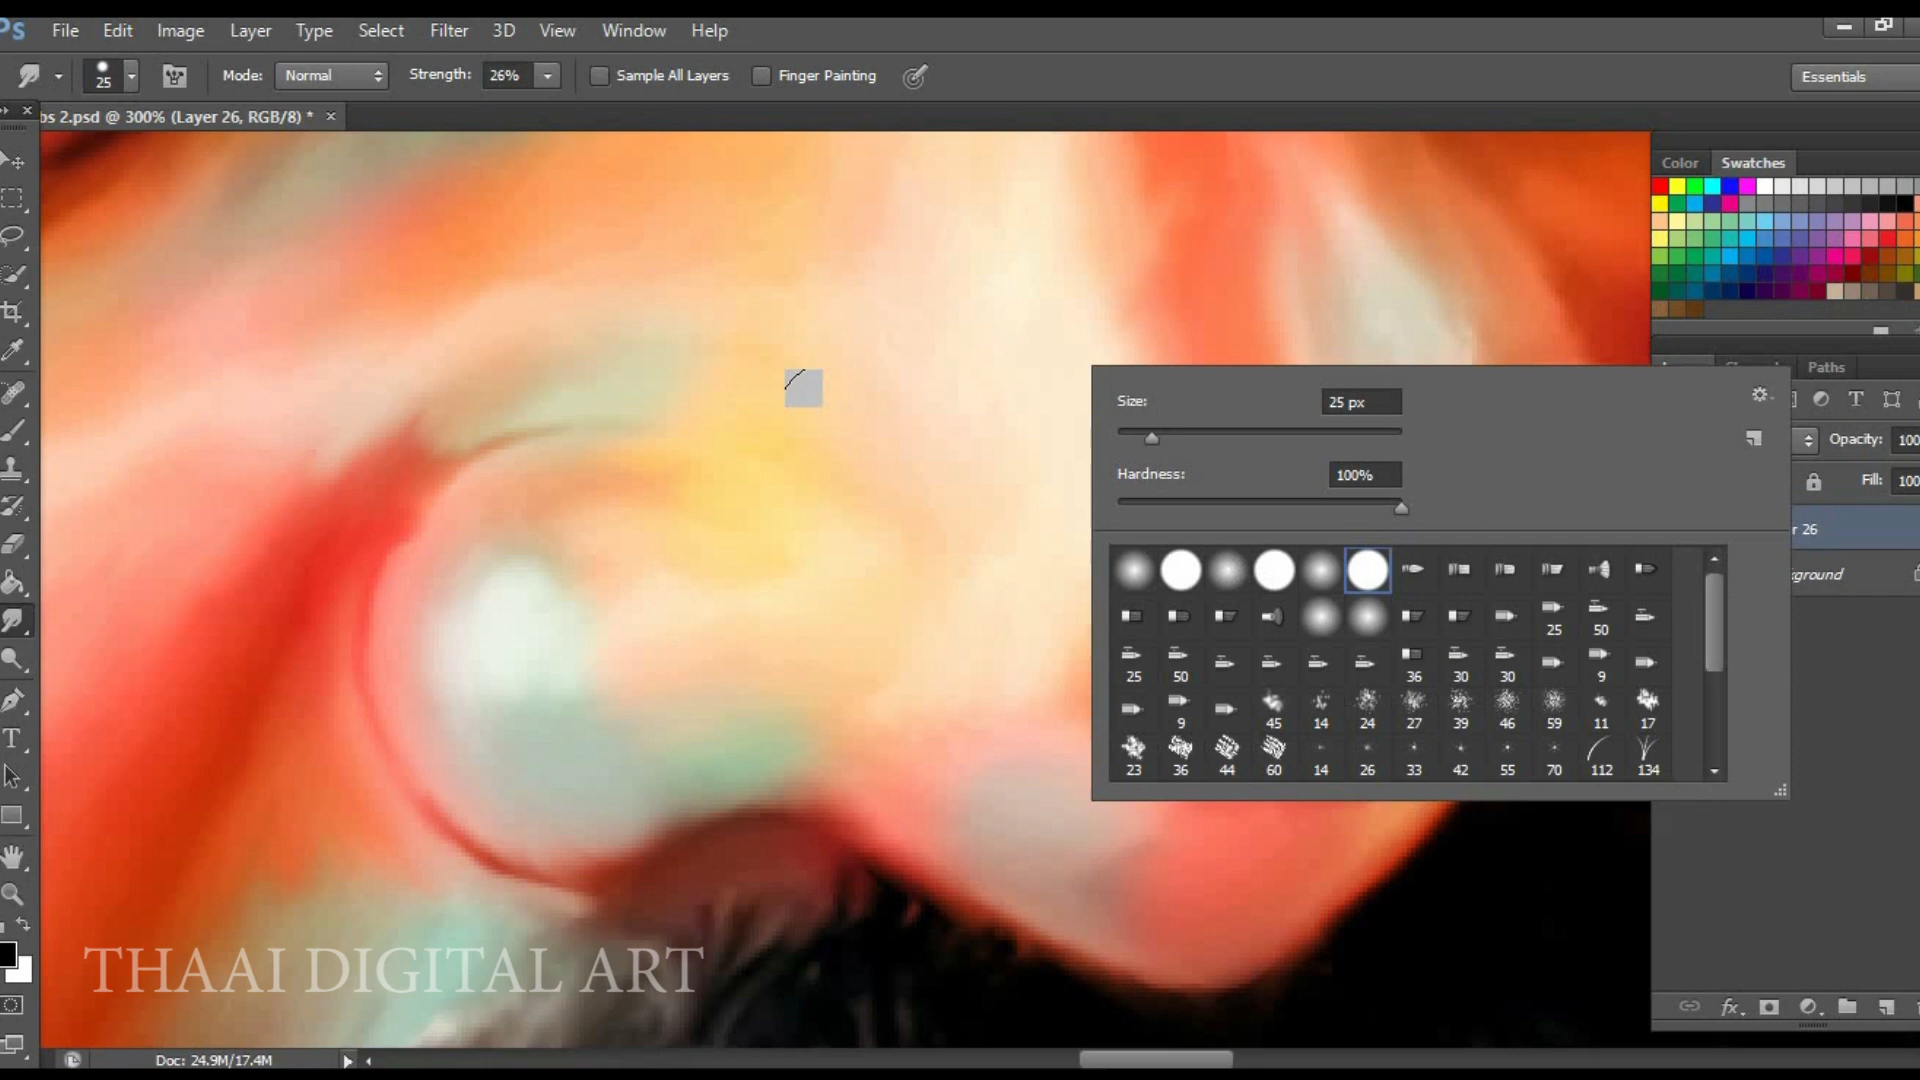 Ps File Edit Image Layer Type Select Filter 3D View Window Help
25 Mode: Normal Strength: 26% Sample All Layers Finger Painting Essentials
bs 2.psd @ 300% (Layer 26, RGB/8) * ×
Color Swatches
Paths
Size: 25 px
Opacity: 100
Hardness: 100%
Fill: 100
r 26
kground
25 50
25 50 36 30 30 9
9 45 14 24 27 39 46 59 11 17
23 36 44 60 14 26 33 42 55 70 112 134
THAAI DIGITAL ART
fx
Doc: 24.9M/17.4M